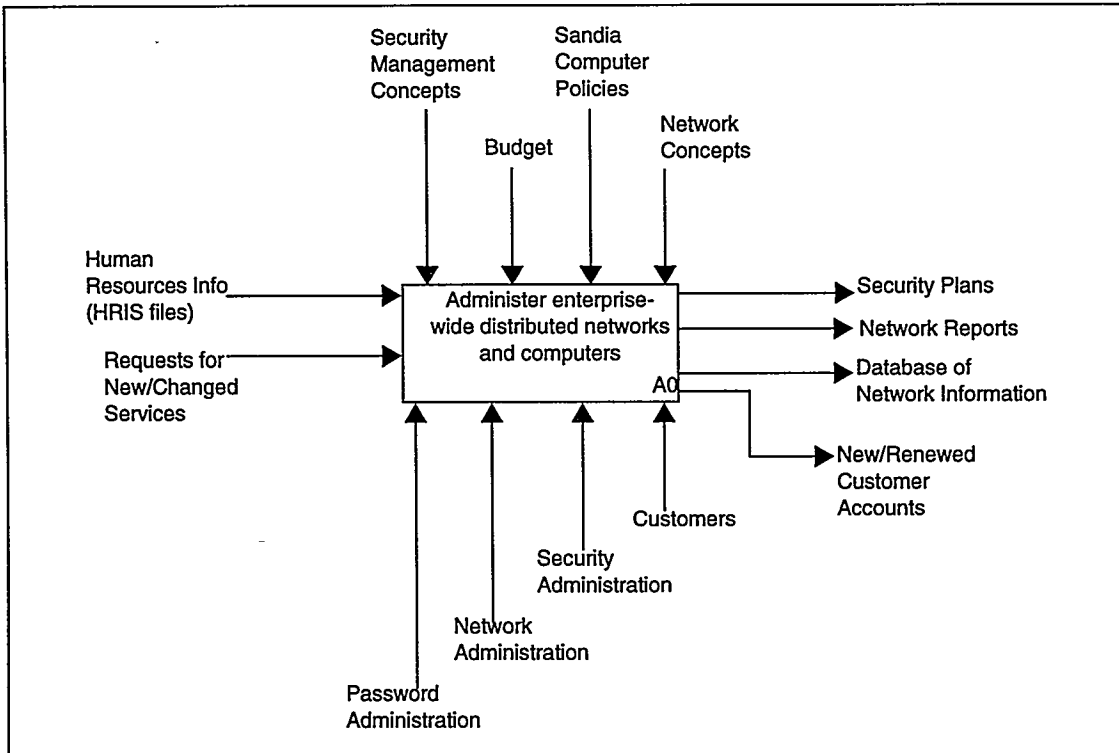 Security
Management
Concepts
Sandia
Computer
Policies
Budget
Network
Concepts
Human
Resources Info
(HRIS files)
Requests for
New/Changed
Services
Administer enterprise-
wide distributed networks
and computers
A0
Security Plans
Network Reports
Database of
Network Information
New/Renewed
Customer
Accounts
Customers
Security
Administration
Network
Administration
Password
Administration